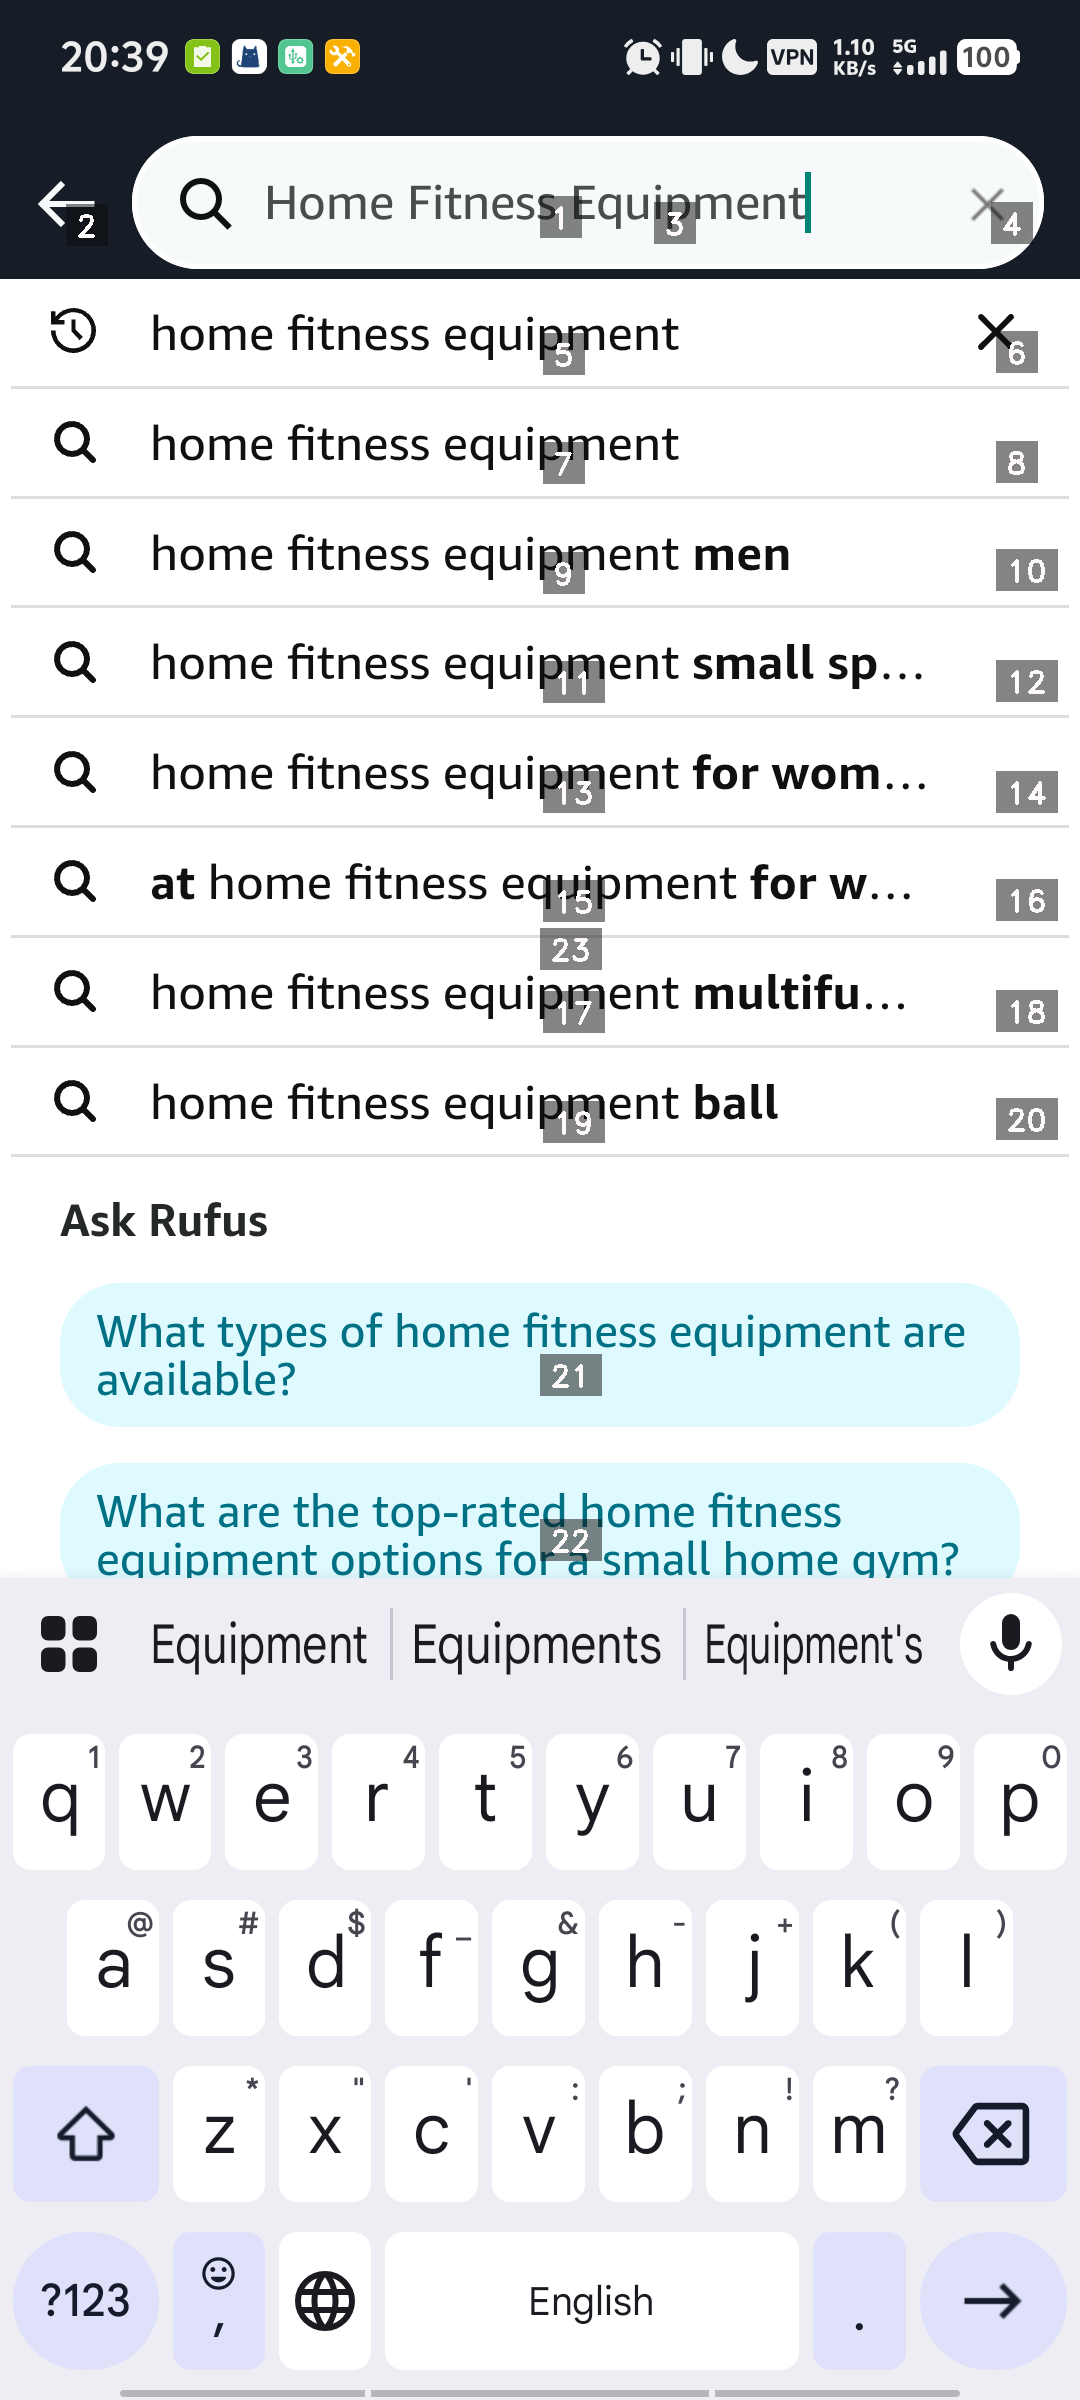 20:39
VPN
1.10
KB/s
5G
100
Home Fitness Equipment
1
2
3
4
home fitness equipment
5
6
home fitness equipment
7
8
home fitness equipment men
9
10
home fitness equipment small sp...
11
12
home fitness equipment for wom...
13
14
at home fitness equipment for w...
15
16
23
home fitness equipment multifu...
17
18
home fitness equipment ball
19
20
Ask Rufus
What types of home fitness equipment are
available?
21
What are the top-rated home fitness
equipment options for a small home gym?
22
Equipment
Equipments
Equipment's
1 2 3 4 5 6 7 8 9 0
q w e r t y u i o p
@ # $ _ & - + ( )
a s d f g h j k l
* " ' : ; ! ?
z x c v b n m
?123
,
English
.